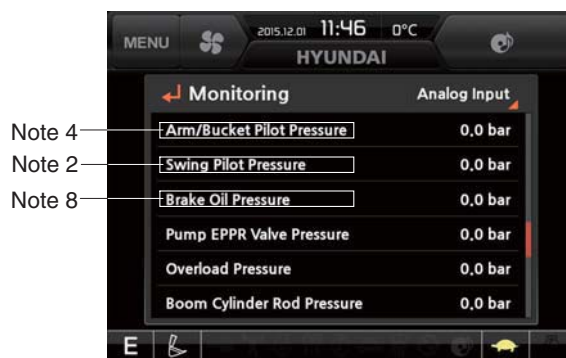 MENU 2015.12.01 11:46 0°C
HYUNDAI
Monitoring Analog Input
Note 4 Arm/Bucket Pilot Pressure 0.0 bar
Note 2 Swing Pilot Pressure 0.0 bar
Note 8 Brake Oil Pressure 0.0 bar
Pump EPPR Valve Pressure 0.0 bar
Overload Pressure 0.0 bar
Boom Cylinder Rod Pressure 0.0 bar
E